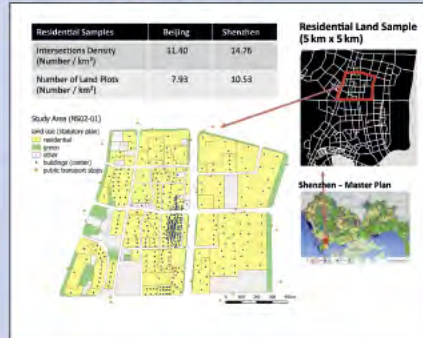 Residential Samples Beijing Shenzhen
Intersections Density (Number / km²) 11.40 14.76
Number of Land Plots (Number / km²) 7.93 10.53
Residential Land Sample
(5 km x 5 km)
Study Area (NS02-01)
land use (Statutory plan)
residential
green
other
buildings (center)
public transport stops
Shenzhen – Master Plan